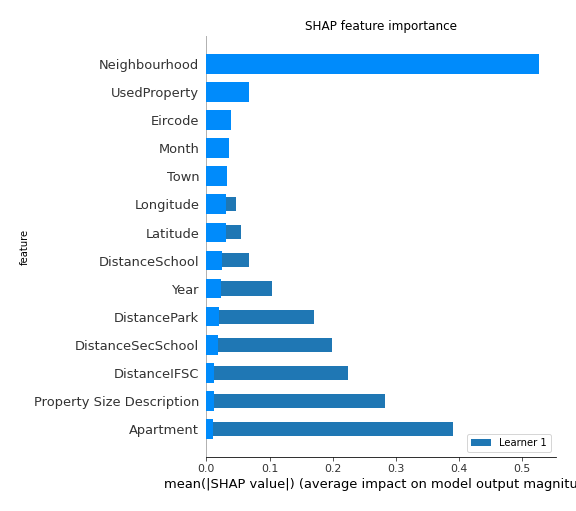 SHAP feature importance
Neighbourhood
UsedProperty
Eircode
Month
Town
Longitude
Latitude
DistanceSchool
Year
DistancePark
DistanceSecSchool
DistanceIFSC
Property Size Description
Apartment
feature
Learner 1
0.0 0.1 0.2 0.3 0.4 0.5
mean(|SHAP value|) (average impact on model output magnitu